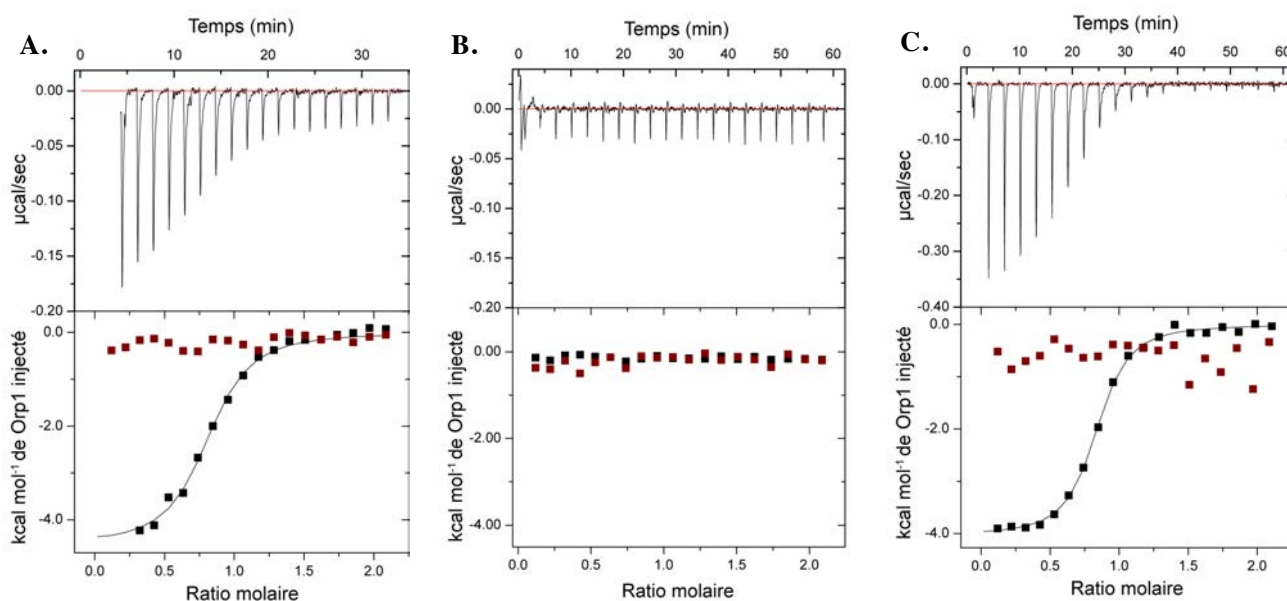 A.
Temps (min)
0 10 20 30
0.00
-0.05
-0.10
-0.15
-0.20
µcal/sec
0.0
-2.0
-4.0
kcal mol⁻¹ de Orp1 injecté
0.0 0.5 1.0 1.5 2.0
Ratio molaire
B.
Temps (min)
0 10 20 30 40 50 60
0.00
-0.05
-0.10
-0.15
-0.20
µcal/sec
0.00
-2.00
-4.00
kcal mol⁻¹ de Orp1 injecté
0.0 0.5 1.0 1.5 2.0
Ratio molaire
C.
Temps (min)
0 10 20 30 40 50 60
0.00
-0.10
-0.20
-0.30
-0.40
µcal/sec
0.0
-2.0
-4.0
kcal mol⁻¹ de Orp1 injecté
0.0 0.5 1.0 1.5 2.0
Ratio molaire